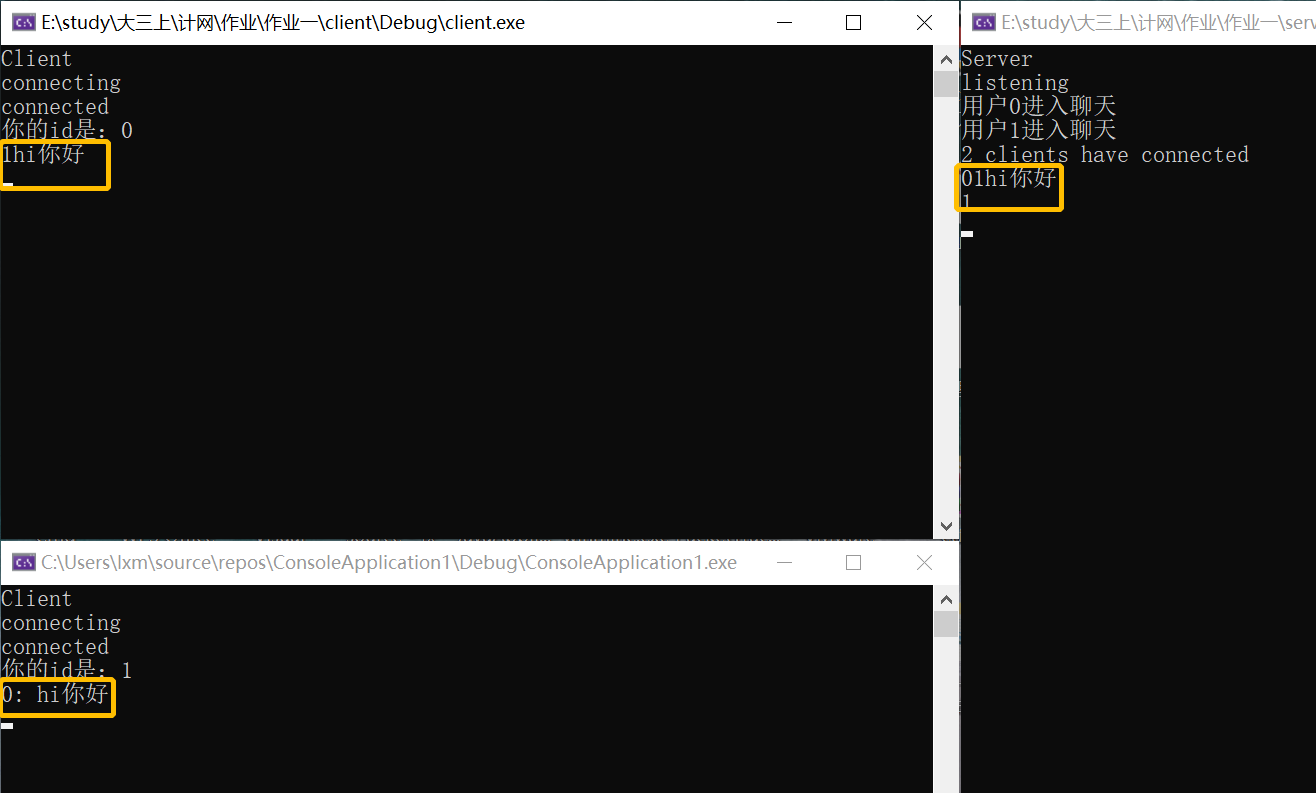 E:\study\大三上\计网\作业\作业一\client\Debug\client.exe
Client
connecting
connected
你的id是：0
1hi你好
E:\study\大三上\计网\作业\作业一\serv
Server
listening
用户0进入聊天
用户1进入聊天
2 clients have connected
01hi你好
1
C:\Users\lxm\source\repos\ConsoleApplication1\Debug\ConsoleApplication1.exe
Client
connecting
connected
你的id是：1
0: hi你好